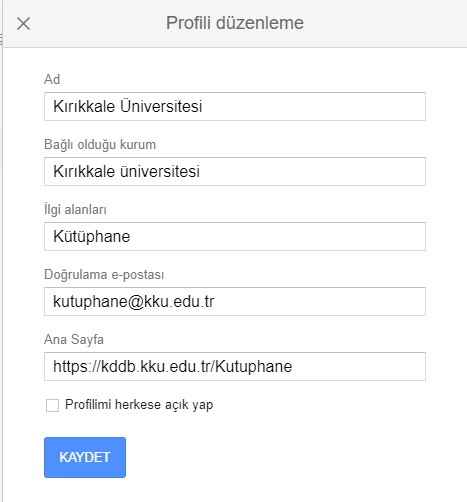 Profili düzenleme
Ad
Kırıkkale Üniversitesi
Bağlı olduğu kurum
Kırıkkale üniversitesi
İlgi alanları
Kütüphane
Doğrulama e-postası
kutuphane@kku.edu.tr
Ana Sayfa
https://kddb.kku.edu.tr/Kutuphane
Profilimi herkese açık yap
KAYDET